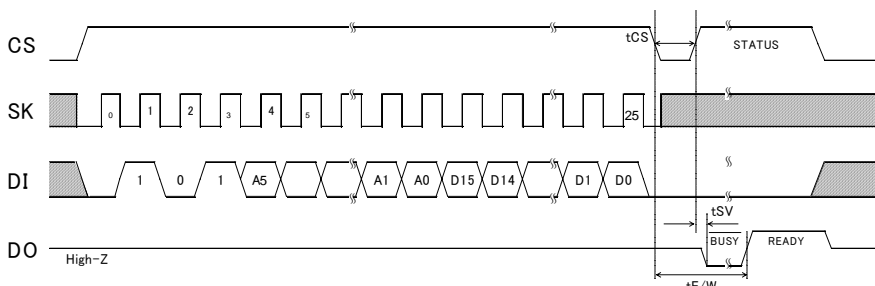 CS
tCS
STATUS
SK
0
1
2
3
4
5
25
DI
1
0
1
A5
A1
A0
D15
D14
D1
D0
tSV
DO
High-Z
BUSY
READY
tE/W